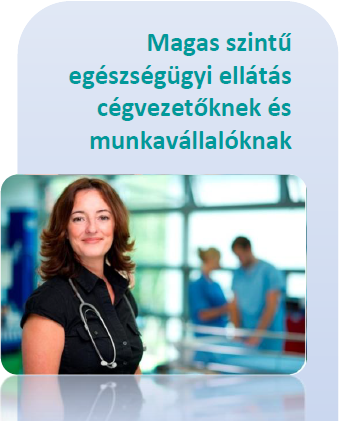 Magas szintű
egészségügyi ellátás
cégvezetőknek és
munkavállalóknak